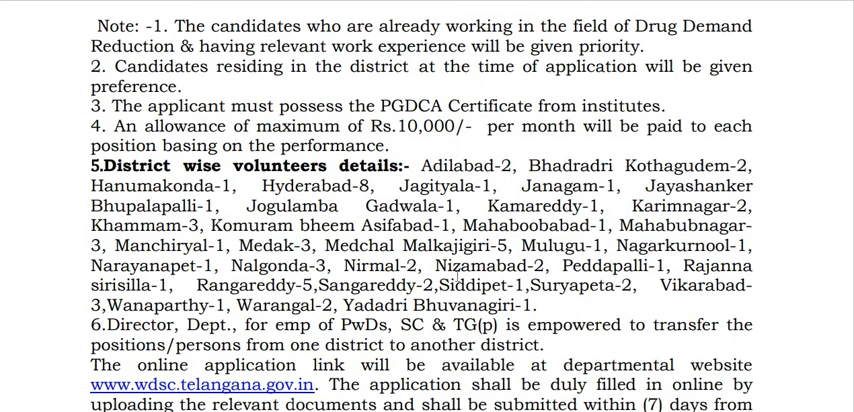 Note: -1. The candidates who are already working in the field of Drug Demand
Reduction & having relevant work experience will be given priority.
2. Candidates residing in the district at the time of application will be given
preference.
3. The applicant must possess the PGDCA Certificate from institutes.
4. An allowance of maximum of Rs.10,000/- per month will be paid to each
position basing on the performance.
5.District wise volunteers details:- Adilabad-2, Bhadradri Kothagudem-2,
Hanumakonda-1, Hyderabad-8, Jagityala-1, Janagam-1, Jayashanker
Bhupalapalli-1, Jogulamba Gadwala-1, Kamareddy-1, Karimnagar-2,
Khammam-3, Komuram bheem Asifabad-1, Mahaboobabad-1, Mahabubnagar-
3, Manchiryal-1, Medak-3, Medchal Malkajigiri-5, Mulugu-1, Nagarkurnool-1,
Narayanapet-1, Nalgonda-3, Nirmal-2, Nizamabad-2, Peddapalli-1, Rajanna
sirisilla-1, Rangareddy-5,Sangareddy-2,Siddipet-1,Suryapeta-2, Vikarabad-
3,Wanaparthy-1, Warangal-2, Yadadri Bhuvanagiri-1.
6.Director, Dept., for emp of PwDs, SC & TG(p) is empowered to transfer the
positions/persons from one district to another district.
The online application link will be available at departmental website
www.wdsc.telangana.gov.in. The application shall be duly filled in online by
uploading the relevant documents and shall be submitted within (7) days from